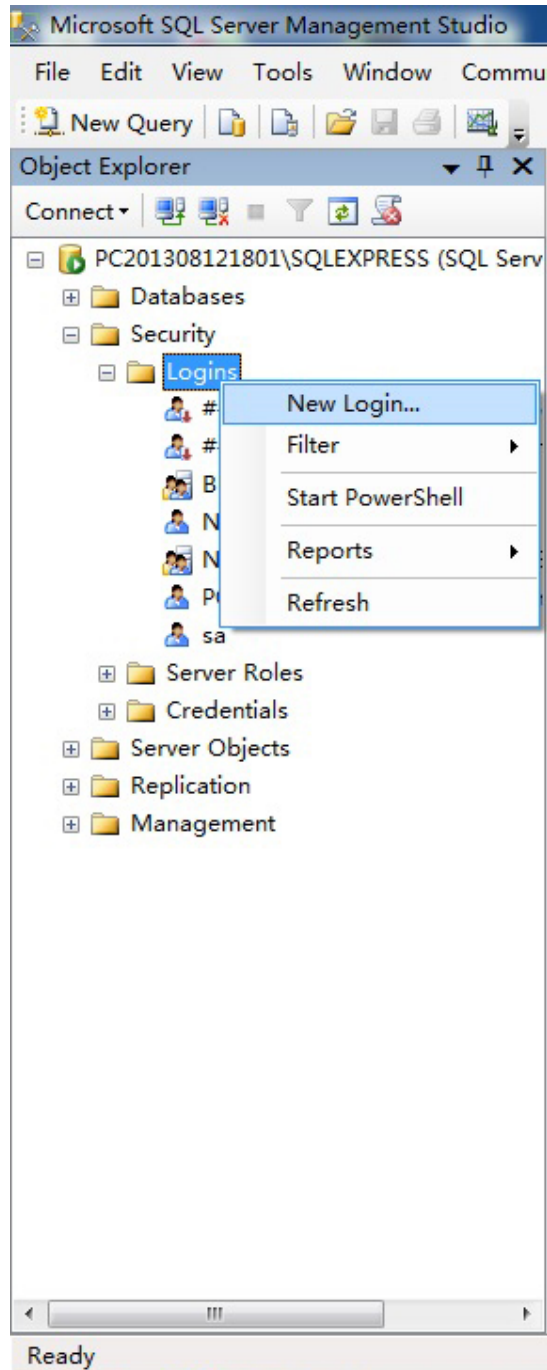 Microsoft SQL Server Management Studio
File Edit View Tools Window Commu
New Query
Object Explorer
Connect
PC201308121801\SQLEXPRESS (SQL Serv
Databases
Security
Logins
#
New Login...
#
Filter
B
Start PowerShell
N
N
Reports
P
Refresh
sa
Server Roles
Credentials
Server Objects
Replication
Management
Ready